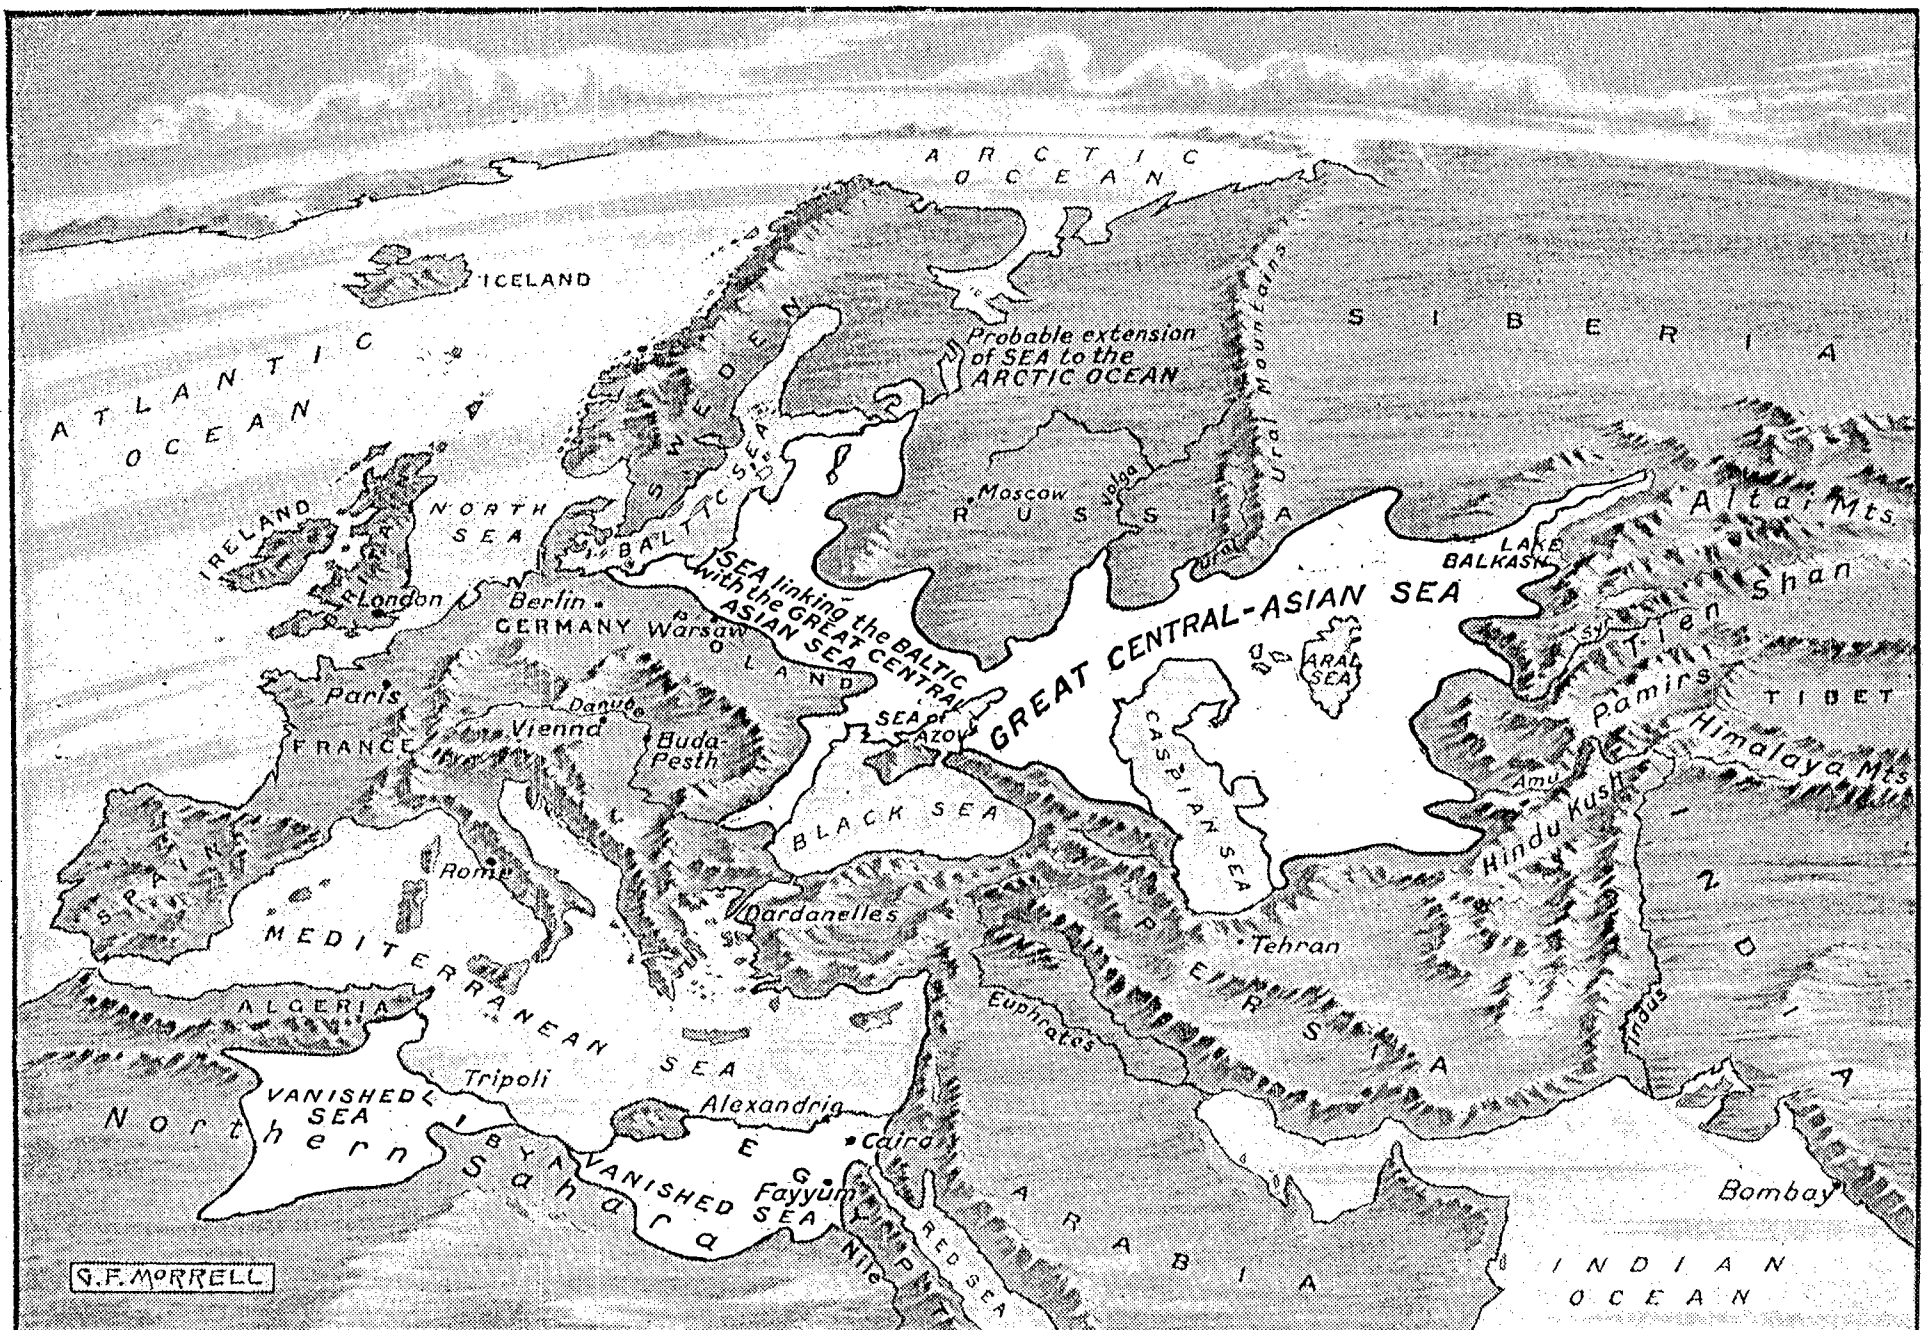 ARCTIC
OCEAN
ICELAND
ATLANTIC
OCEAN
Probable extension
of SEA to the
ARCTIC OCEAN
Ural Mountains
SIBERIA
SWEDEN
BALTIC SEA
NORTH
SEA
IRELAND
BRITAIN
London
Moscow
RUSSIA
Volga
Ural
Altai Mts.
LAKE
BALKASH
Tien Shan
Syr
SEA linking the BALTIC
with the GREAT CENTRAL
ASIAN SEA
GREAT CENTRAL-ASIAN SEA
ARAL
SEA
Berlin
GERMANY
Warsaw
POLAND
Paris
FRANCE
Danube
Vienna
Buda-
Pesth
SEA of
AZOV
CASPIAN SEA
Pamirs
TIBET
Himalaya Mts
Amu
Hindu Kush
BLACK SEA
SPAIN
Rome
Dardanelles
Tehran
PERSIA
INDIA
Indus
MEDITERRANEAN SEA
ALGERIA
Euphrates
Tripoli
Alexandria
VANISHED
SEA
Northern
Sahara
LIBYA
VANISHED
SEA
EGYPT
Cairo
Fayyum
Nile
RED SEA
ARABIA
Bombay
INDIAN
OCEAN
G.F. MORRELL